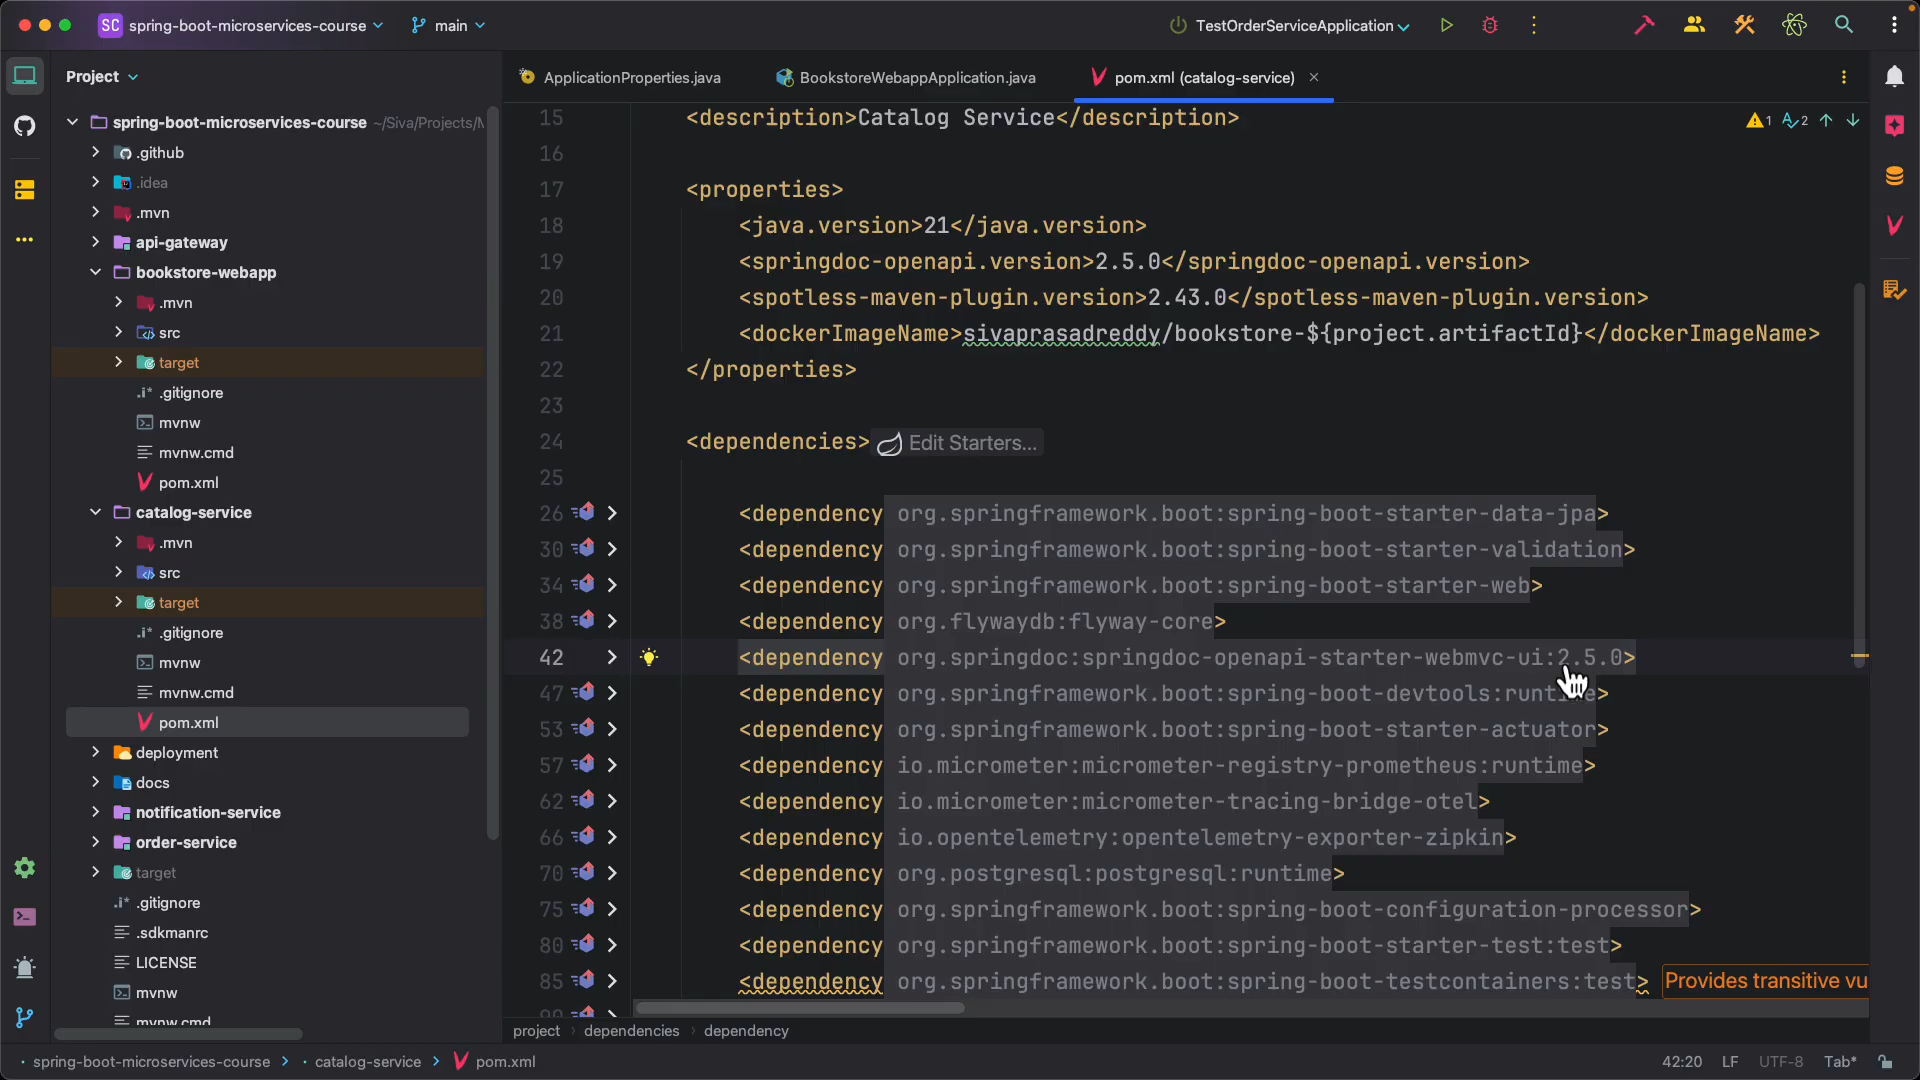 SC spring-boot-microservices-course main TestOrderServiceApplication
Project
ApplicationProperties.java BookstoreWebappApplication.java pom.xml (catalog-service)
spring-boot-microservices-course ~/Siva/Projects/
.github
.idea
.mvn
api-gateway
bookstore-webapp
.mvn
src
target
.gitignore
mvnw
mvnw.cmd
pom.xml
catalog-service
.mvn
src
target
.gitignore
mvnw
mvnw.cmd
pom.xml
deployment
docs
notification-service
order-service
target
.gitignore
.sdkmanrc
LICENSE
mvnw
mvnw.cmd
15 <description>Catalog Service</description>
1 2
16
17 <properties>
18 <java.version>21</java.version>
19 <springdoc-openapi.version>2.5.0</springdoc-openapi.version>
20 <spotless-maven-plugin.version>2.43.0</spotless-maven-plugin.version>
21 <dockerImageName>sivaprasadreddy/bookstore-${project.artifactId}</dockerImageName>
22 </properties>
23
24 <dependencies> Edit Starters...
25
26 <dependency org.springframework.boot:spring-boot-starter-data-jpa>
30 <dependency org.springframework.boot:spring-boot-starter-validation>
34 <dependency org.springframework.boot:spring-boot-starter-web>
38 <dependency org.flywaydb:flyway-core>
42 <dependency org.springdoc:springdoc-openapi-starter-webmvc-ui:2.5.0>
47 <dependency org.springframework.boot:spring-boot-devtools:runtime>
53 <dependency org.springframework.boot:spring-boot-starter-actuator>
57 <dependency io.micrometer:micrometer-registry-prometheus:runtime>
62 <dependency io.micrometer:micrometer-tracing-bridge-otel>
66 <dependency io.opentelemetry:opentelemetry-exporter-zipkin>
70 <dependency org.postgresql:postgresql:runtime>
75 <dependency org.springframework.boot:spring-boot-configuration-processor>
80 <dependency org.springframework.boot:spring-boot-starter-test:test>
85 <dependency org.springframework.boot:spring-boot-testcontainers:test> Provides transitive vu
90
project dependencies dependency
spring-boot-microservices-course catalog-service pom.xml
42:20 LF UTF-8 Tab*